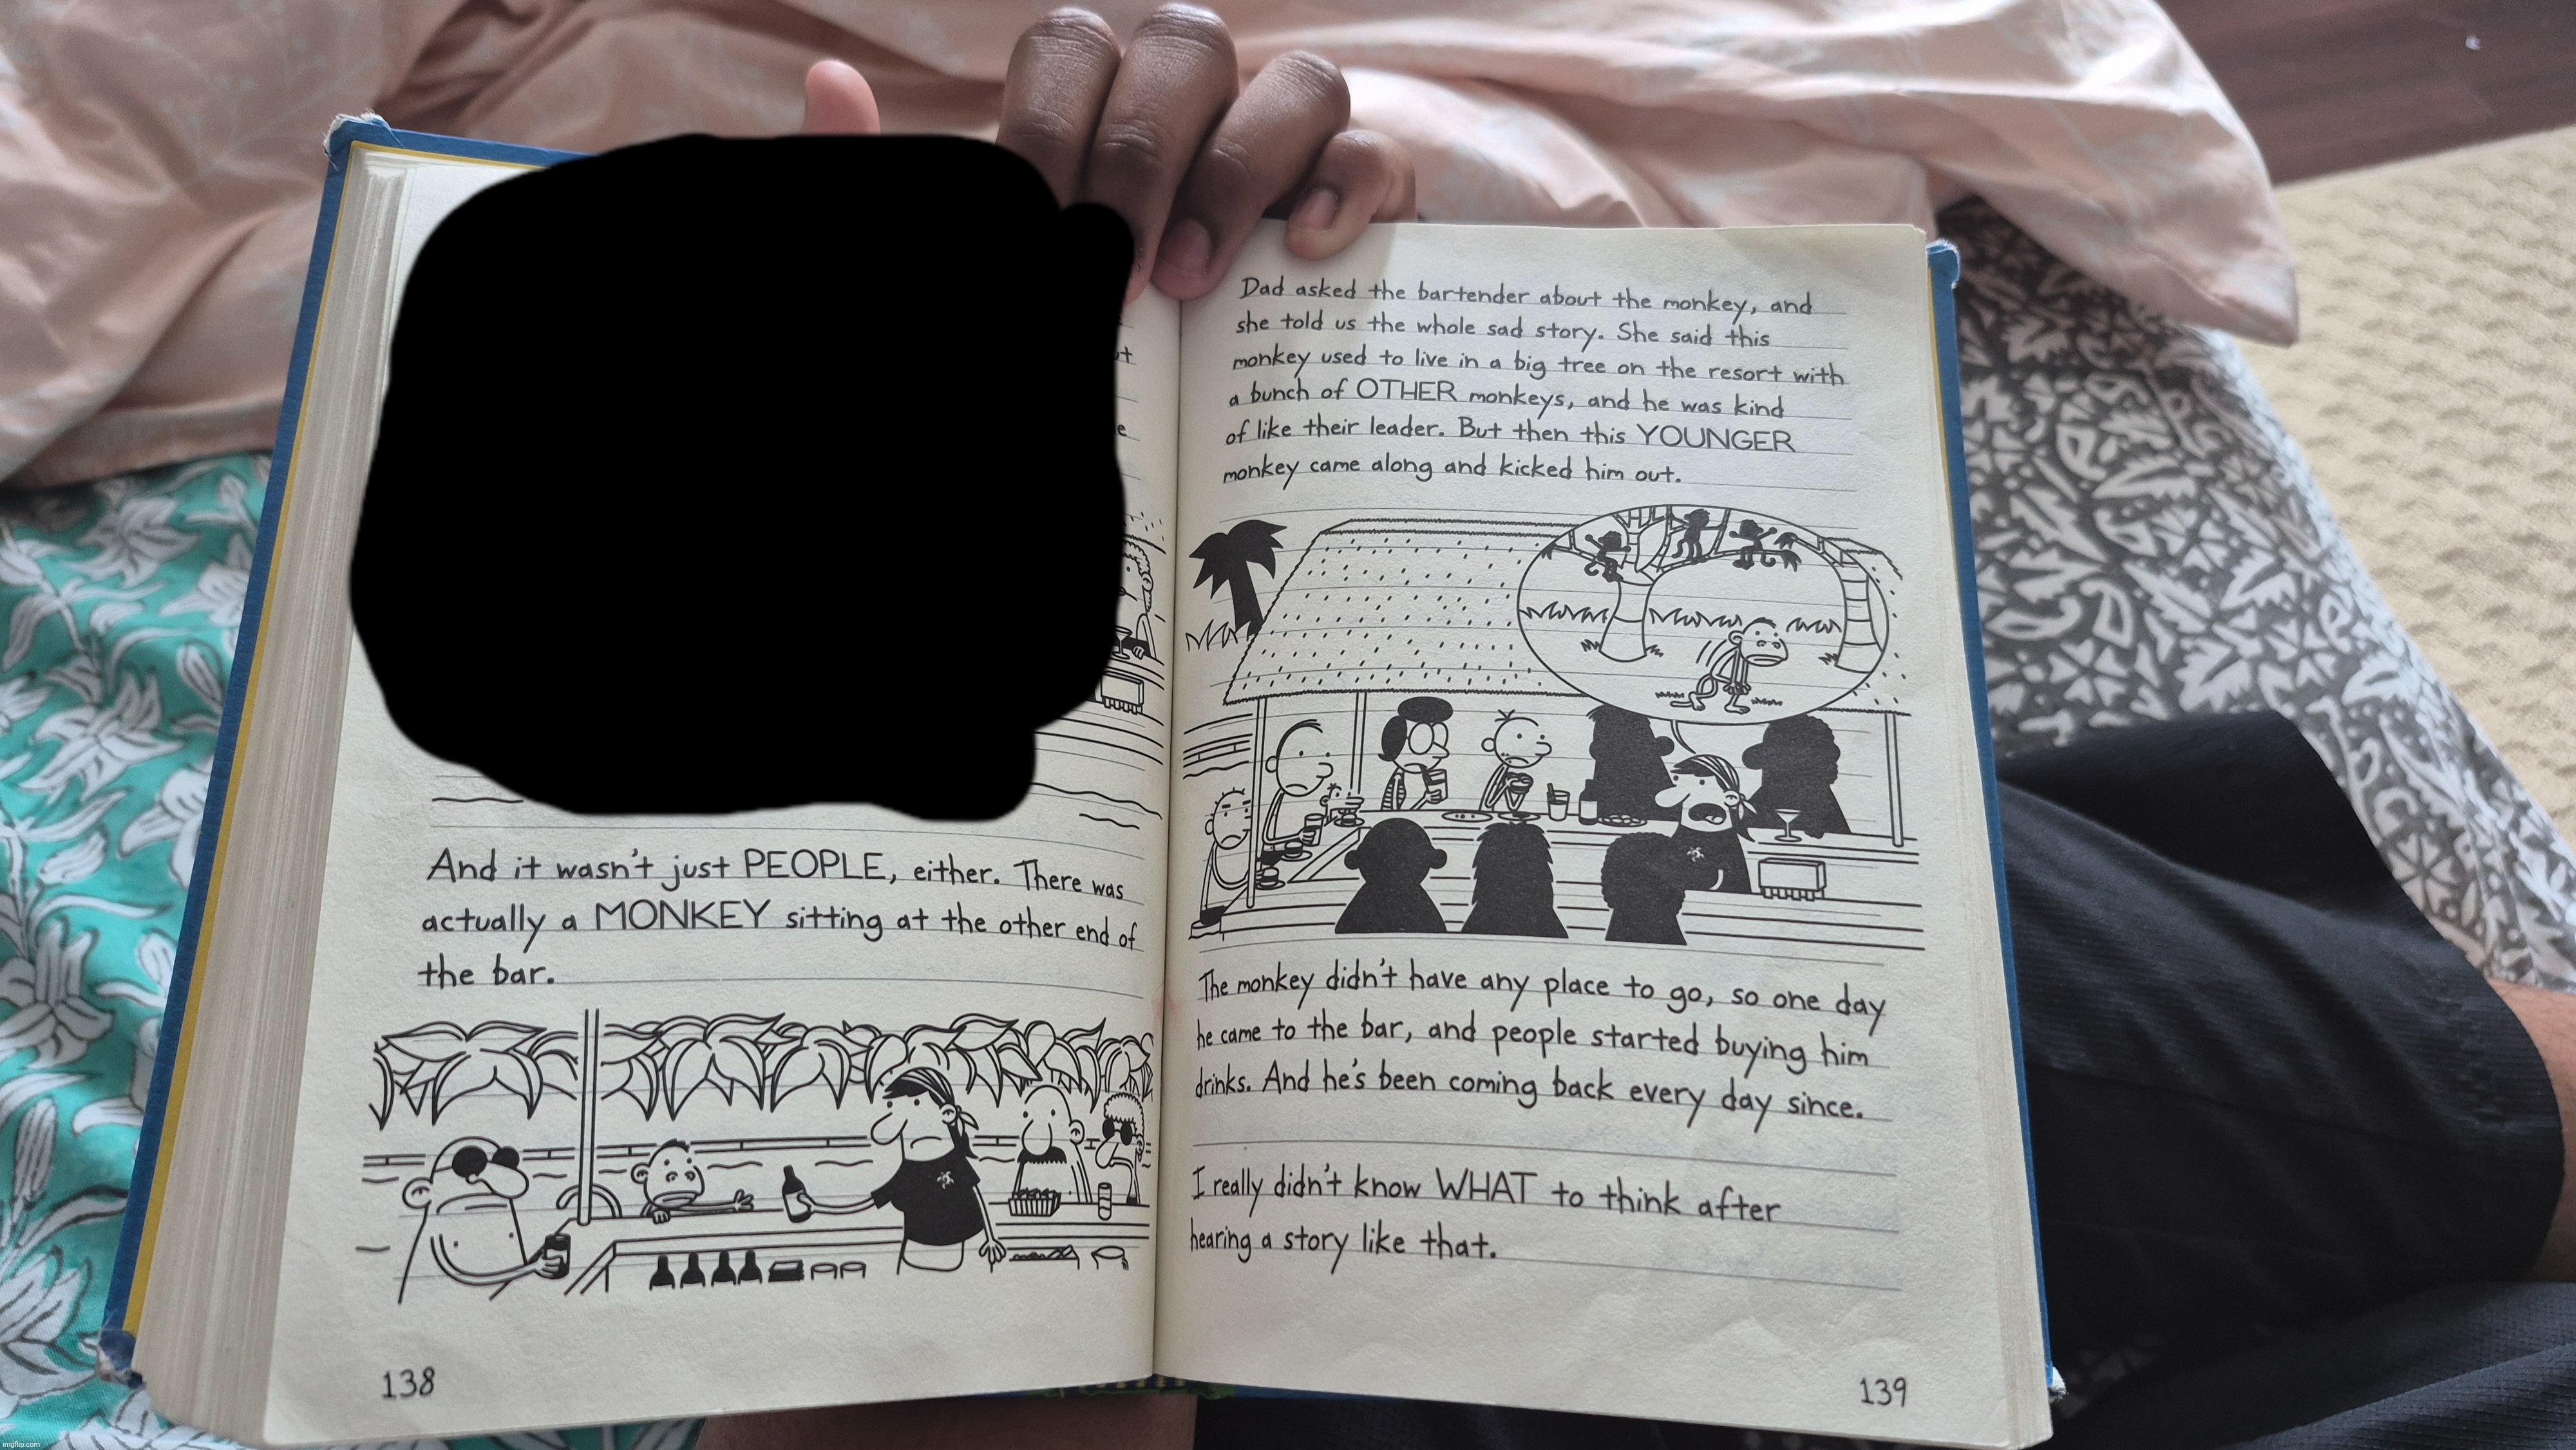 And it wasn't just PEOPLE, either. There was
actually a MONKEY sitting at the other end of
the bar.
138
Dad asked the bartender about the monkey, and
she told us the whole sad story. She said this
monkey used to live in a big tree on the resort with
a bunch of OTHER monkeys, and he was kind
of like their leader. But then this YOUNGER
monkey came along and kicked him out.
The monkey didn't have any place to go, so one day
he came to the bar, and people started buying him
drinks. And he's been coming back every day since.
I really didn't know WHAT to think after
hearing a story like that.
139
imgflip.com